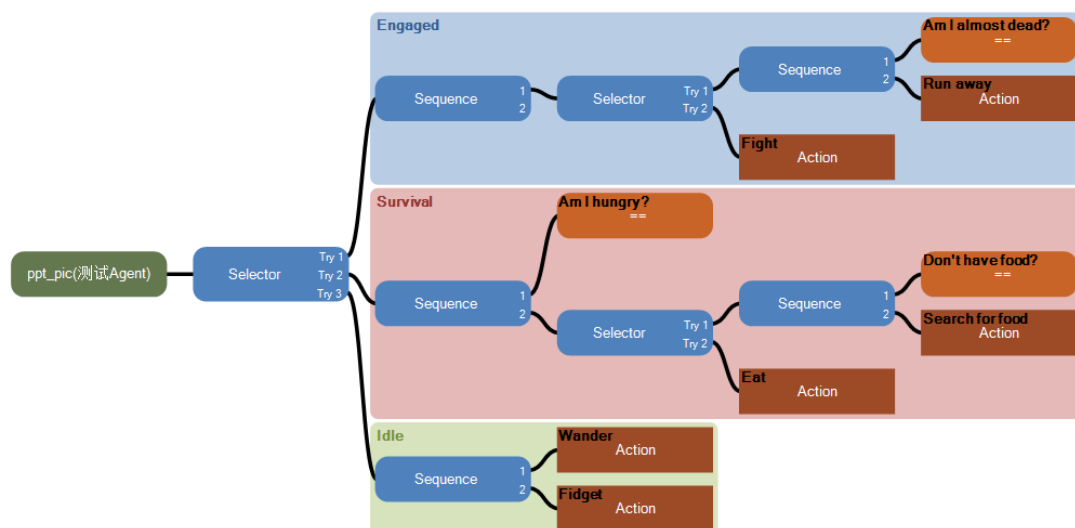 Engaged
Am I almost dead?
==
Sequence
1
2
Run away
Action
Sequence
1
2
Selector
Try 1
Try 2
Fight
Action
Survival
Am I hungry?
==
ppt_pic(测试Agent)
Selector
Try 1
Try 2
Try 3
Sequence
1
2
Selector
Try 1
Try 2
Sequence
1
2
Don't have food?
==
Search for food
Action
Eat
Action
Idle
Sequence
1
2
Wander
Action
Fidget
Action